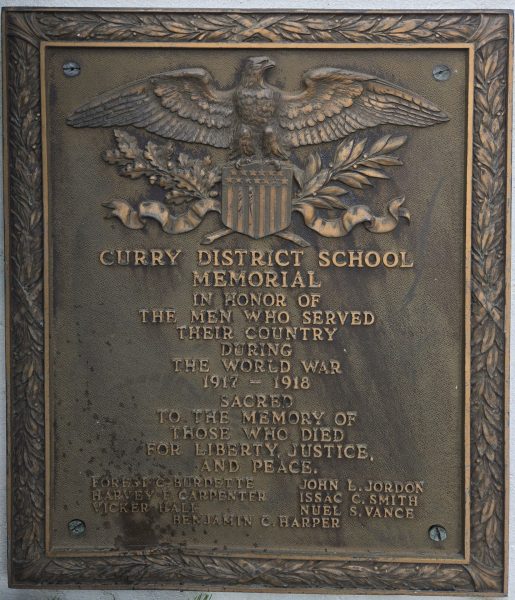 CURRY DISTRICT SCHOOL
MEMORIAL
IN HONOR OF
THE MEN WHO SERVED
THEIR COUNTRY
DURING
THE WORLD WAR
1917 - 1918
SACRED
TO THE MEMORY OF
THOSE WHO DIED
FOR LIBERTY, JUSTICE,
AND PEACE.
FOREST C. BURDETTE JOHN L. JORDON
HARVEY E. CARPENTER ISSAC C. SMITH
VICKER HALL NUEL S. VANCE
BENJAMIN C. HARPER